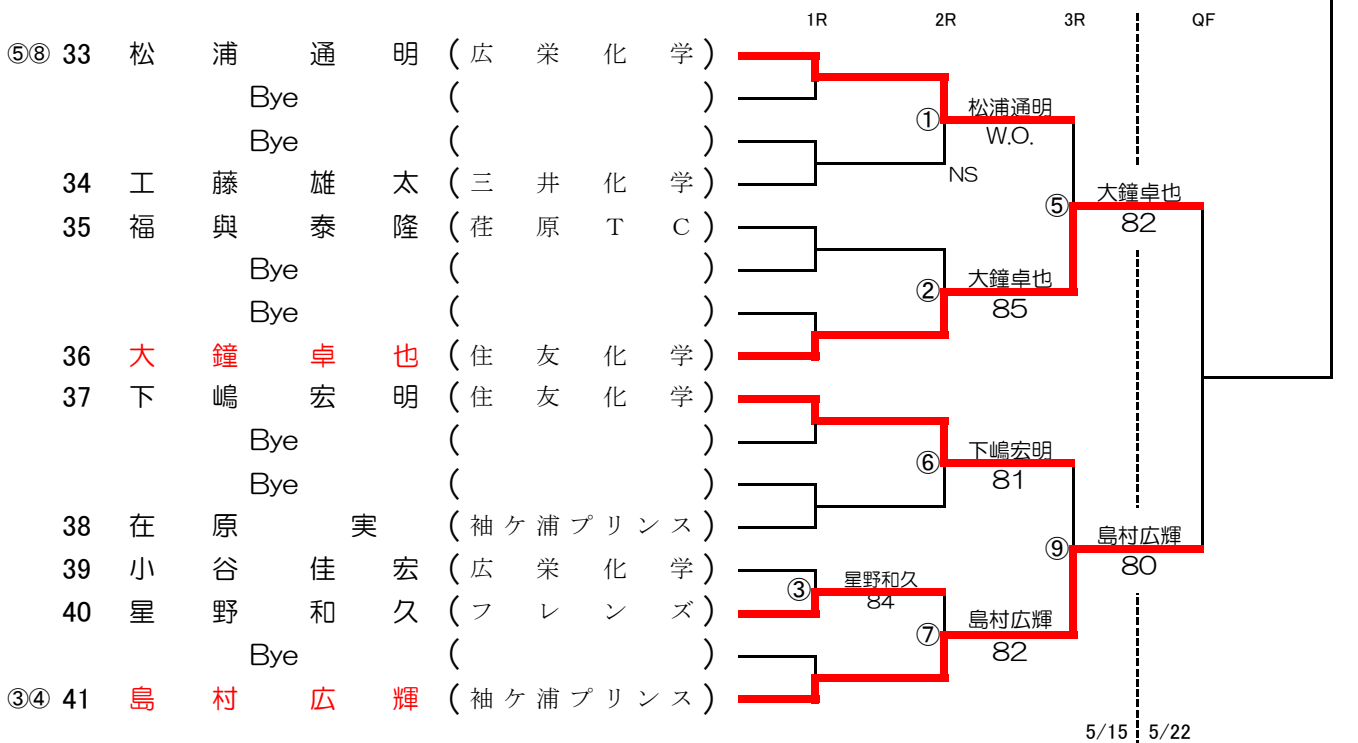 1R 2R 3R QF
⑤⑧ 33 松浦通明 (広栄化学)
Bye ( )
松浦通明
① W.O.
Bye ( )
NS
34 工藤雄太 (三井化学)
大鐘卓也
⑤ 82
35 福與泰隆 (荏原TC)
Bye ( )
大鐘卓也
② 85
Bye ( )
36 大鐘卓也 (住友化学)
37 下嶋宏明 (住友化学)
Bye ( )
下嶋宏明
⑥ 81
Bye ( )
38 在原実 (袖ケ浦プリンス)
島村広輝
⑨ 80
39 小谷佳宏 (広栄化学)
星野和久
③ 84
40 星野和久 (フレンズ)
島村広輝
⑦ 82
Bye ( )
③④ 41 島村広輝 (袖ケ浦プリンス)
5/15 5/22